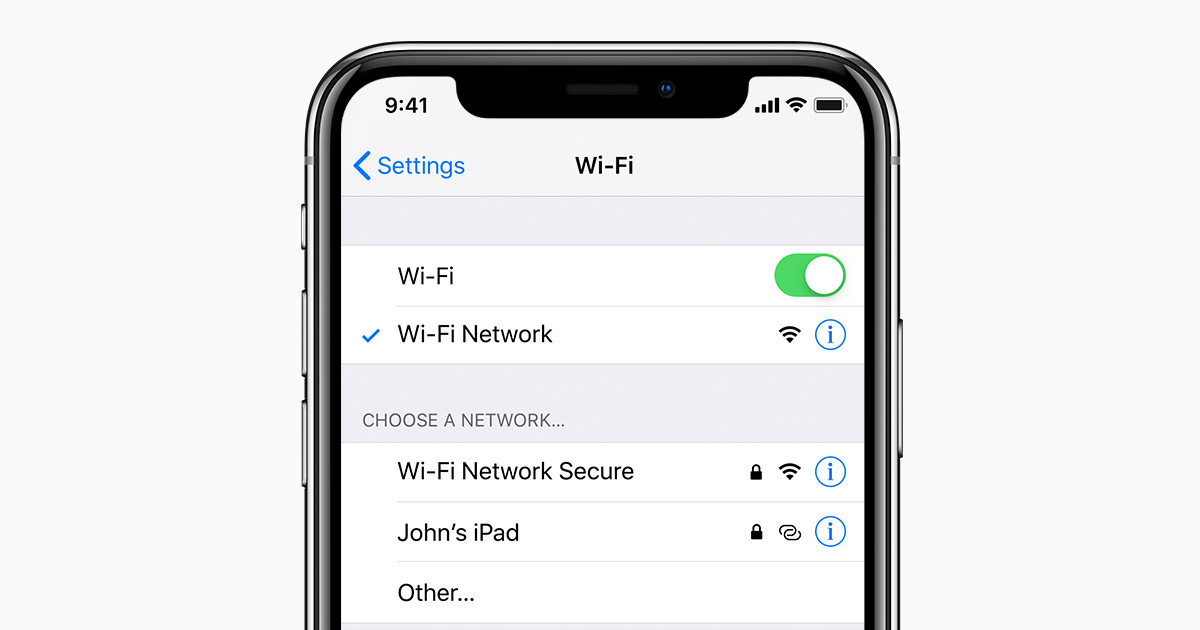 9:41
Settings
Wi-Fi
Wi-Fi
Wi-Fi Network
CHOOSE A NETWORK...
Wi-Fi Network Secure
John’s iPad
Other...